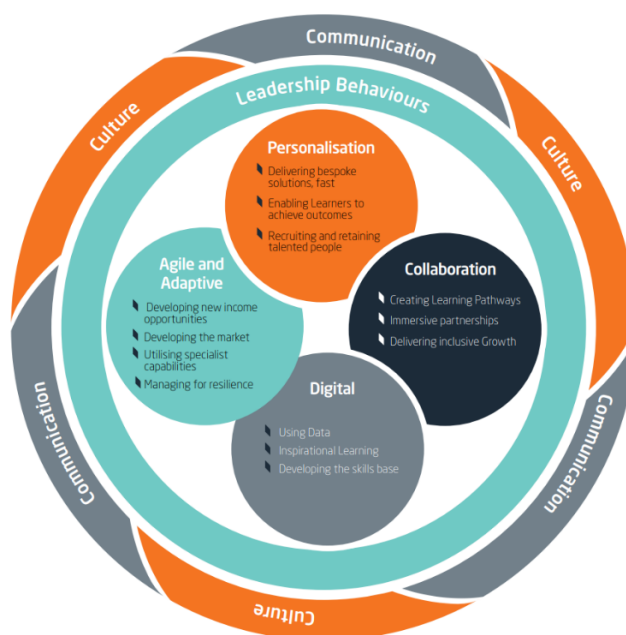 Communication
Culture
Culture
Leadership Behaviours
Personalisation
Delivering bespoke
solutions, fast
Enabling Learners to
achieve outcomes
Recruiting and retaining
talented people
Agile and
Adaptive
Developing new income
opportunities
Developing the market
Utilising specialist
capabilities
Managing for resilience
Collaboration
Creating Learning Pathways
Immersive partnerships
Delivering inclusive Growth
Digital
Using Data
Inspirational Learning
Developing the skills base
Communication
Communication
Culture